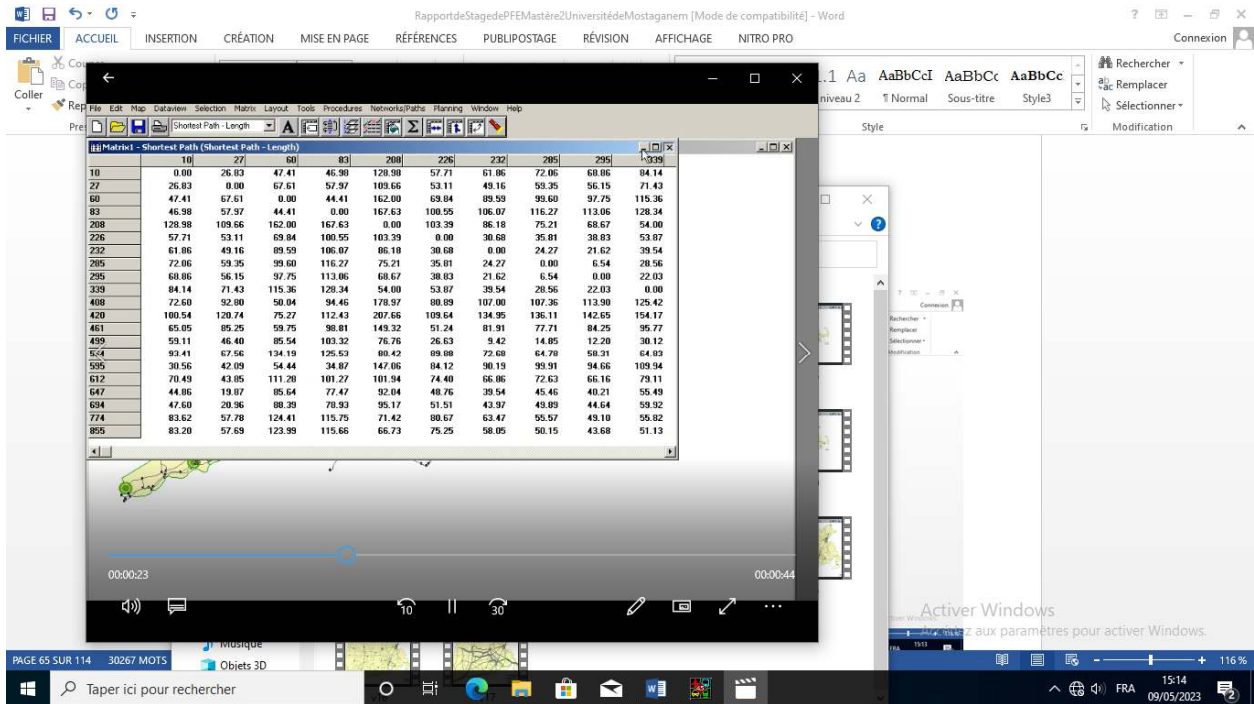 RapportdeStagedePFEMastère2UniversitédeMostaganem [Mode de compatibilité] - Word
FICHIER ACCUEIL INSERTION CRÉATION MISE EN PAGE RÉFÉRENCES PUBLIPOSTAGE RÉVISION AFFICHAGE NITRO PRO Connexion
Coller
Rechercher
Remplacer
Sélectionner
.1 Aa AaBbCcI AaBbCc AaBbCc
niveau 2 ¶ Normal Sous-titre Style3
Style Modification
File Edit Map Dataview Selection Matrix Layout Tools Procedures Networks/Paths Planning Window Help
Shortest Path - Length
Matrix1 - Shortest Path (Shortest Path - Length)
10 27 60 83 208 226 232 285 295 339
10 0.00 26.83 47.41 46.98 128.98 57.71 61.86 72.06 68.86 84.14
27 26.83 0.00 67.61 57.97 109.66 53.11 49.16 59.35 56.15 71.43
60 47.41 67.61 0.00 44.41 162.00 69.84 89.59 99.60 97.75 115.36
83 46.98 57.97 44.41 0.00 167.63 100.55 106.07 116.27 113.06 128.34
208 128.98 109.66 162.00 167.63 0.00 103.39 86.18 75.21 68.67 54.00
226 57.71 53.11 69.84 100.55 103.39 0.00 30.68 35.81 38.83 53.87
232 61.86 49.16 89.59 106.07 86.18 30.68 0.00 24.27 21.62 39.54
285 72.06 59.35 99.60 116.27 75.21 35.81 24.27 0.00 6.54 28.56
295 68.86 56.15 97.75 113.06 68.67 38.83 21.62 6.54 0.00 22.03
339 84.14 71.43 115.36 128.34 54.00 53.87 39.54 28.56 22.03 0.00
408 72.60 92.80 50.04 94.46 178.97 80.89 107.00 107.36 113.90 125.42
420 100.54 120.74 75.27 112.43 207.66 109.64 134.95 136.11 142.65 154.17
461 65.05 85.25 59.75 98.81 149.32 51.24 81.91 77.71 84.25 95.77
499 59.11 46.40 85.54 103.32 76.76 26.63 9.42 14.85 12.20 30.12
93.41 67.56 134.19 125.53 80.42 89.88 72.68 64.78 58.31 64.83
595 30.56 42.09 54.44 34.87 147.06 84.12 90.19 99.91 94.66 109.94
612 70.49 43.85 111.28 101.27 101.94 74.40 66.86 72.63 66.16 79.11
647 44.86 19.87 85.64 77.47 92.04 48.76 39.54 45.46 40.21 55.49
694 47.60 20.96 88.39 78.93 95.17 51.51 43.97 49.89 44.64 59.92
774 83.62 57.78 124.41 115.75 71.42 80.67 63.47 55.57 49.10 55.82
855 83.20 57.69 123.99 115.66 66.73 75.25 58.05 50.15 43.68 51.13
Connexion
Rechercher
Remplacer
Sélectionner
Modification
00:00:23 00:00:44
10 30
Activer Windows
aux paramètres pour activer Windows.
Musique
Objets 3D
PAGE 65 SUR 114 30267 MOTS 116 %
Taper ici pour rechercher
FRA
15:14
09/05/2023